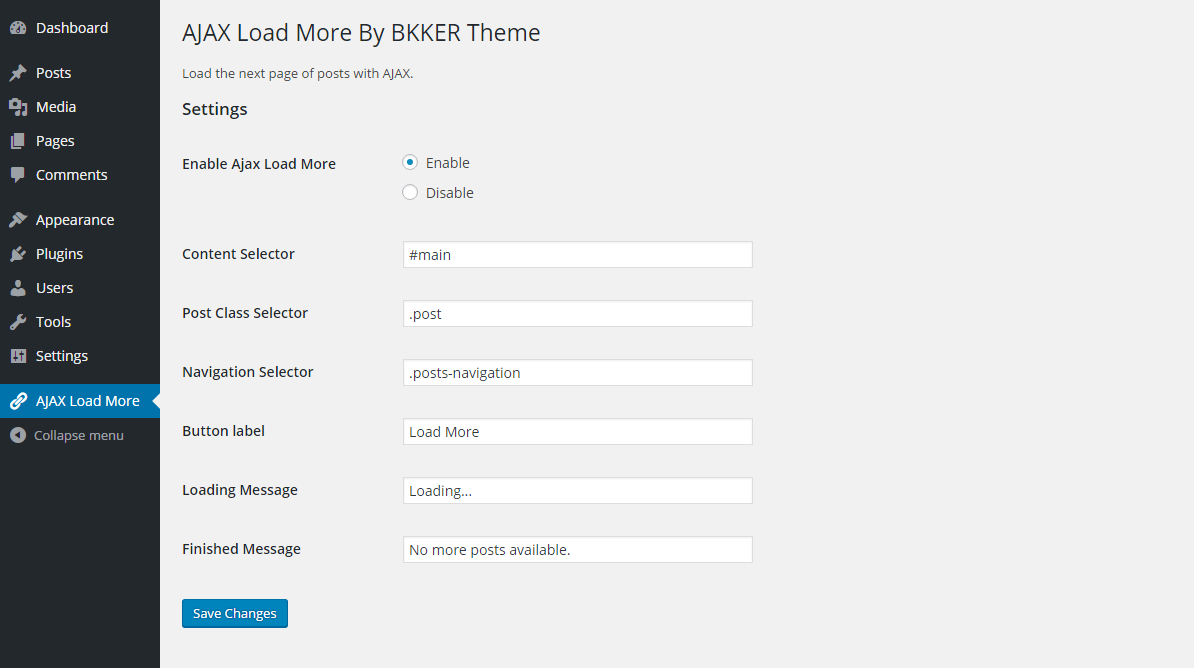 Dashboard
Posts
Media
Pages
Comments
Appearance
Plugins
Users
Tools
Settings
AJAX Load More
Collapse menu
AJAX Load More By BKKER Theme
Load the next page of posts with AJAX.
Settings
Enable Ajax Load More
Enable
Disable
Content Selector
#main
Post Class Selector
.post
Navigation Selector
.posts-navigation
Button label
Load More
Loading Message
Loading...
Finished Message
No more posts available.
Save Changes